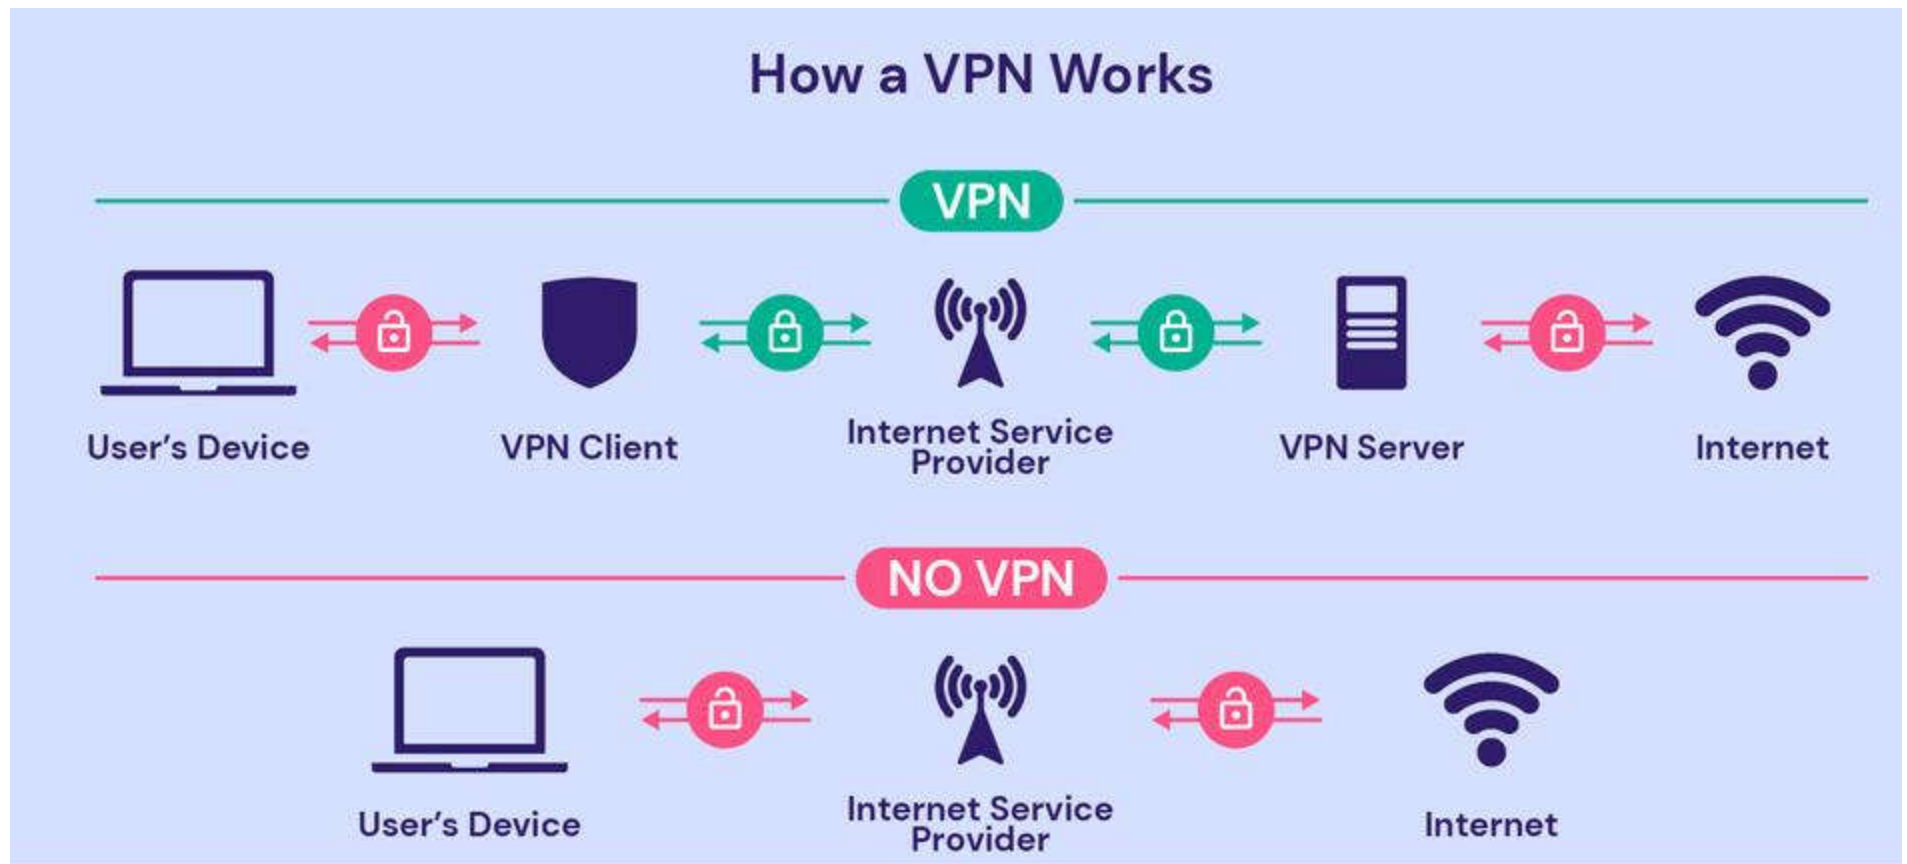 How a VPN Works
VPN
User's Device
VPN Client
Internet Service
Provider
VPN Server
Internet
NO VPN
User's Device
Internet Service
Provider
Internet